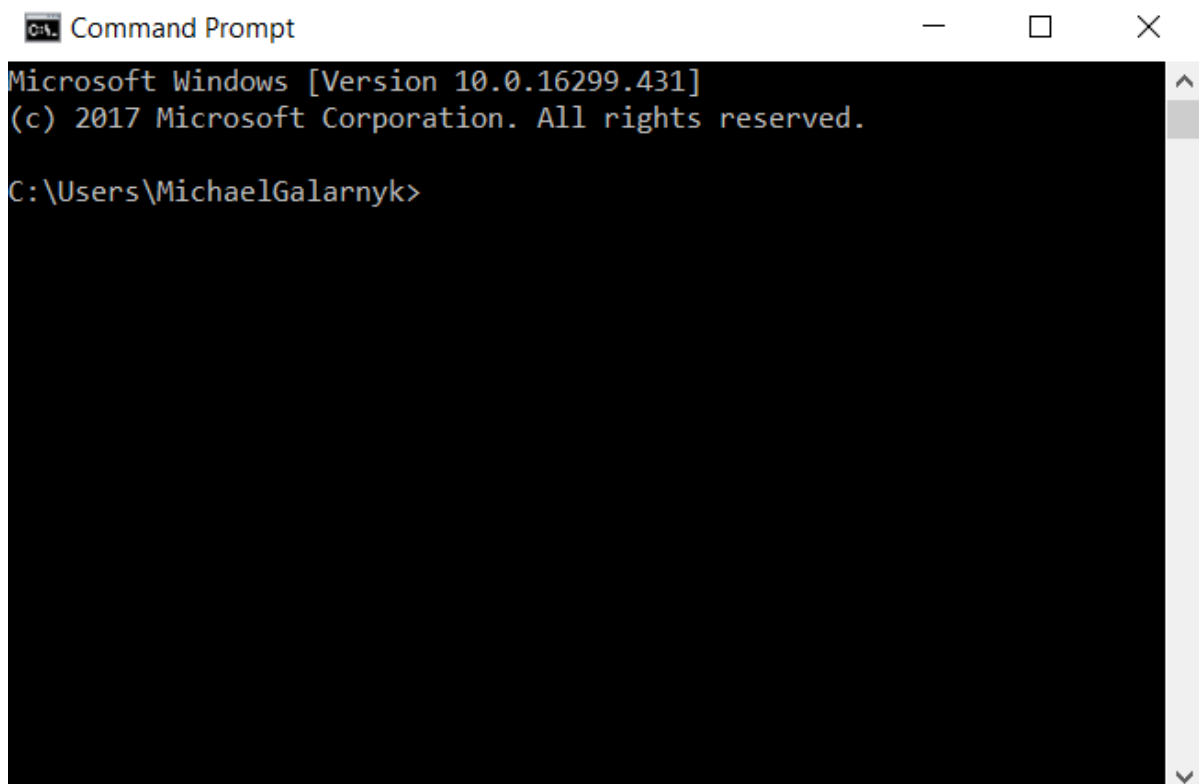 Command Prompt
Microsoft Windows [Version 10.0.16299.431]
(c) 2017 Microsoft Corporation. All rights reserved.
C:\Users\MichaelGalarnyk>